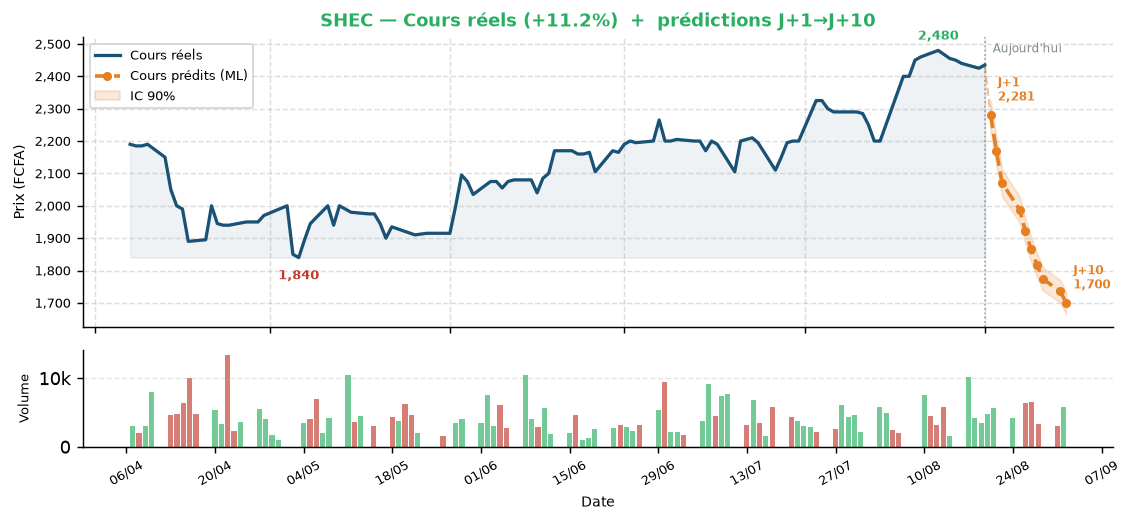 SHEC — Cours réels (+11.2%)  +  prédictions J+1→J+10
Cours réels
Cours prédits (ML)
IC 90%
2,480
Aujourd'hui
J+1
2,281
J+10
1,700
1,840
Prix (FCFA)
2,500
2,400
2,300
2,200
2,100
2,000
1,900
1,800
1,700
Volume
10k
0
06/04
20/04
04/05
18/05
01/06
15/06
29/06
13/07
27/07
10/08
24/08
07/09
Date